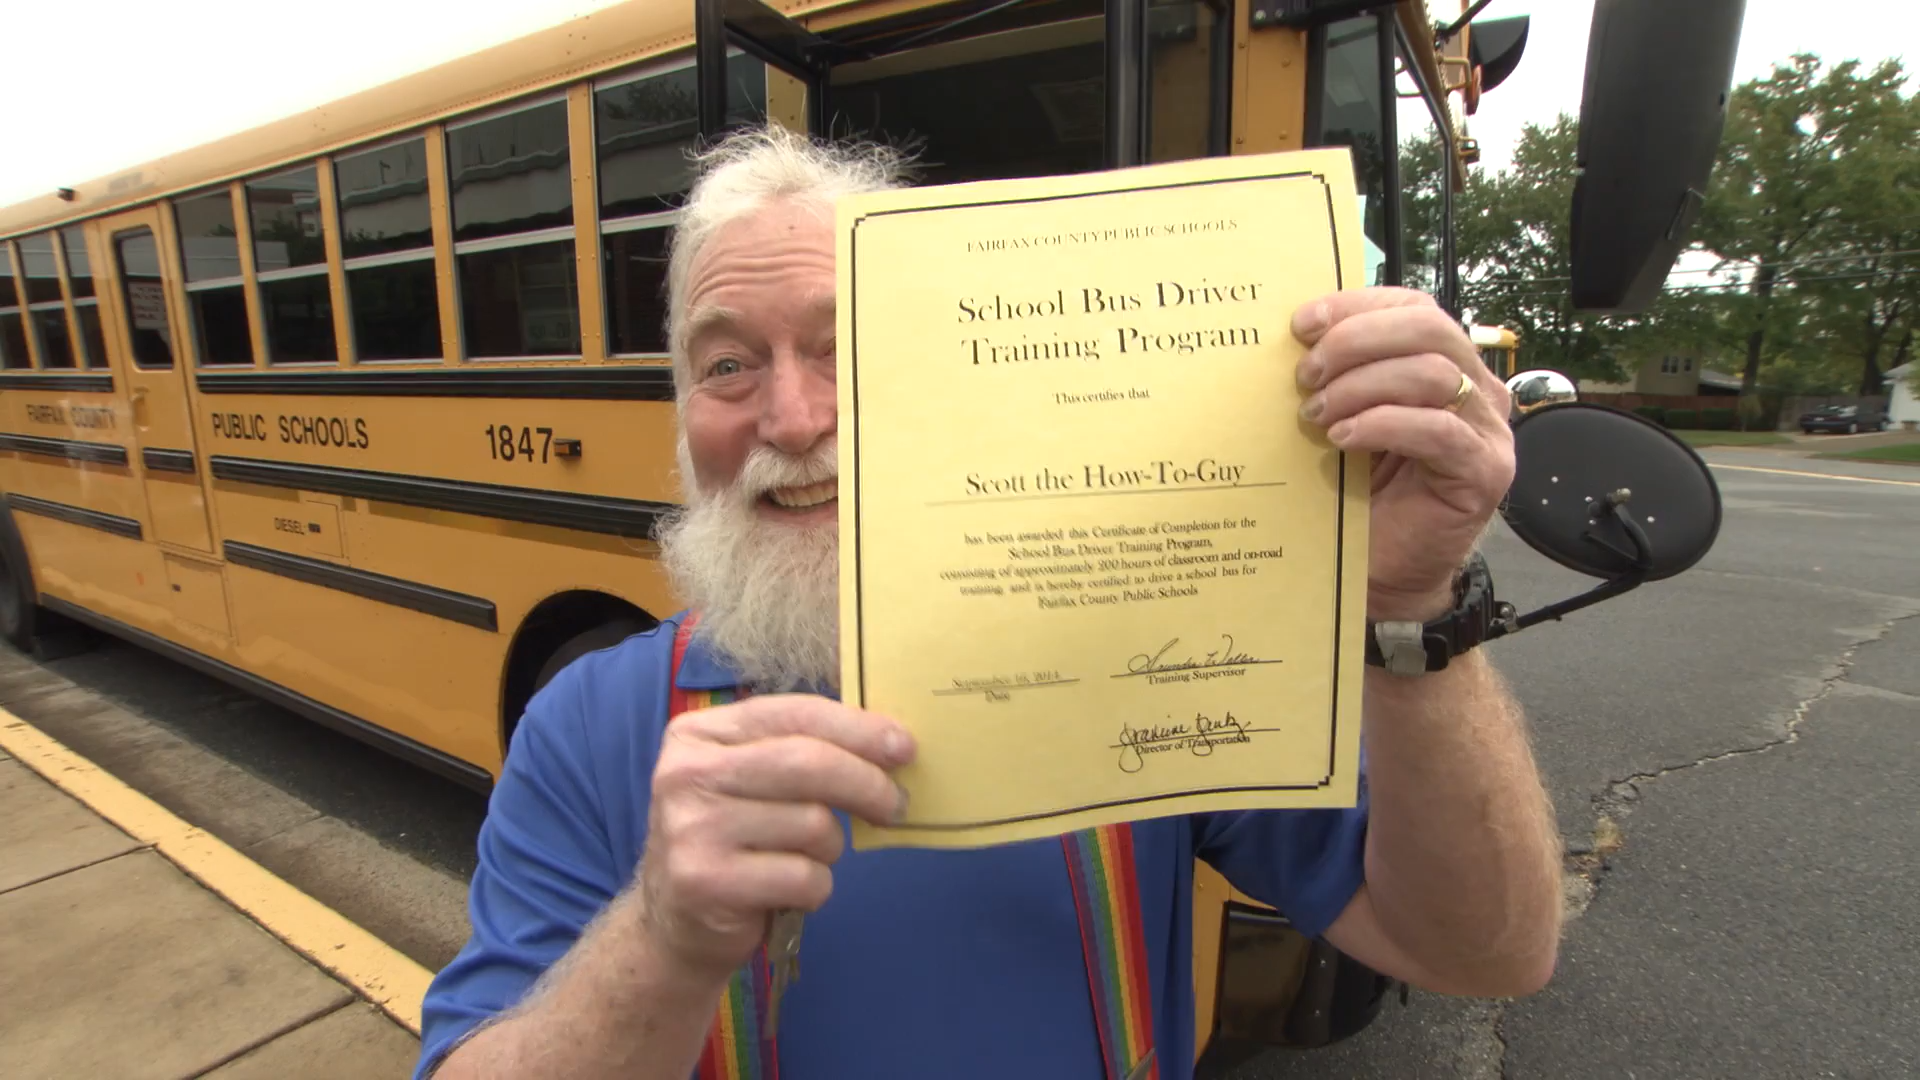 FAIRFAX COUNTY
PUBLIC SCHOOLS
1847
DIESEL
FAIRFAX COUNTY PUBLIC SCHOOLS
School Bus Driver
Training Program
This certifies that
Scott the How-To-Guy
has been awarded this Certificate of Completion for the
School Bus Driver Training Program,
consisting of approximately 200 hours of classroom and on-road
training, and is hereby certified to drive a school bus for
Fairfax County Public Schools
September 16, 2014
Date
Training Supervisor
Director of Transportation